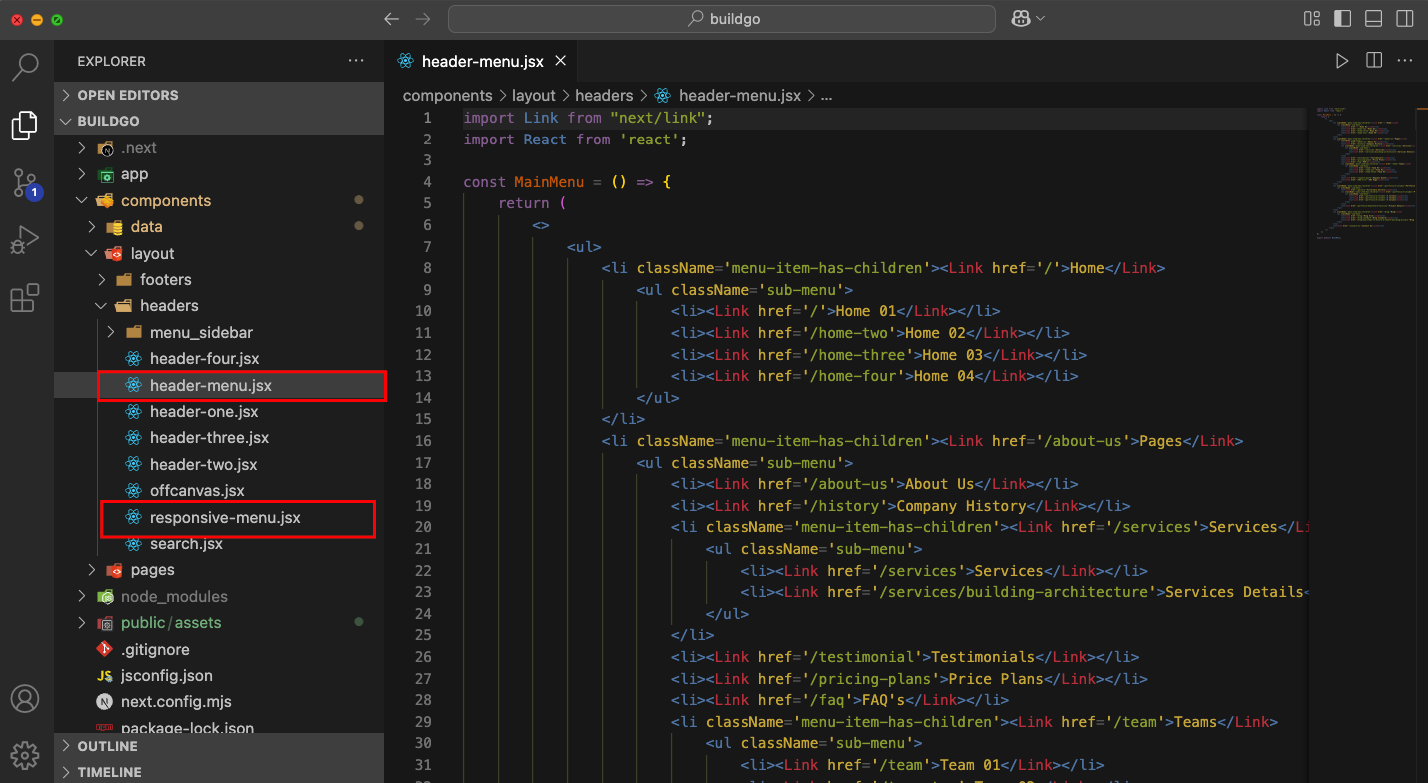 buildgo
EXPLORER
OPEN EDITORS
BUILDGO
.next
app
components
data
layout
footers
headers
menu_sidebar
header-four.jsx
header-menu.jsx
header-one.jsx
header-three.jsx
header-two.jsx
offcanvas.jsx
responsive-menu.jsx
search.jsx
pages
node_modules
public/assets
.gitignore
jsconfig.json
next.config.mjs
package-lock.json
OUTLINE
TIMELINE
1
header-menu.jsx
components > layout > headers > header-menu.jsx > ...
1 import Link from "next/link";
2 import React from 'react';
3
4 const MainMenu = () => {
5 return (
6 <>
7 <ul>
8 <li className='menu-item-has-children'><Link href='/'>Home</Link>
9 <ul className='sub-menu'>
10 <li><Link href='/'>Home 01</Link></li>
11 <li><Link href='/home-two'>Home 02</Link></li>
12 <li><Link href='/home-three'>Home 03</Link></li>
13 <li><Link href='/home-four'>Home 04</Link></li>
14 </ul>
15 </li>
16 <li className='menu-item-has-children'><Link href='/about-us'>Pages</Link>
17 <ul className='sub-menu'>
18 <li><Link href='/about-us'>About Us</Link></li>
19 <li><Link href='/history'>Company History</Link></li>
20 <li className='menu-item-has-children'><Link href='/services'>Services</Li
21 <ul className='sub-menu'>
22 <li><Link href='/services'>Services</Link></li>
23 <li><Link href='/services/building-architecture'>Services Details<
24 </ul>
25 </li>
26 <li><Link href='/testimonial'>Testimonials</Link></li>
27 <li><Link href='/pricing-plans'>Price Plans</Link></li>
28 <li><Link href='/faq'>FAQ's</Link></li>
29 <li className='menu-item-has-children'><Link href='/team'>Teams</Link>
30 <ul className='sub-menu'>
31 <li><Link href='/team'>Team 01</Link></li>